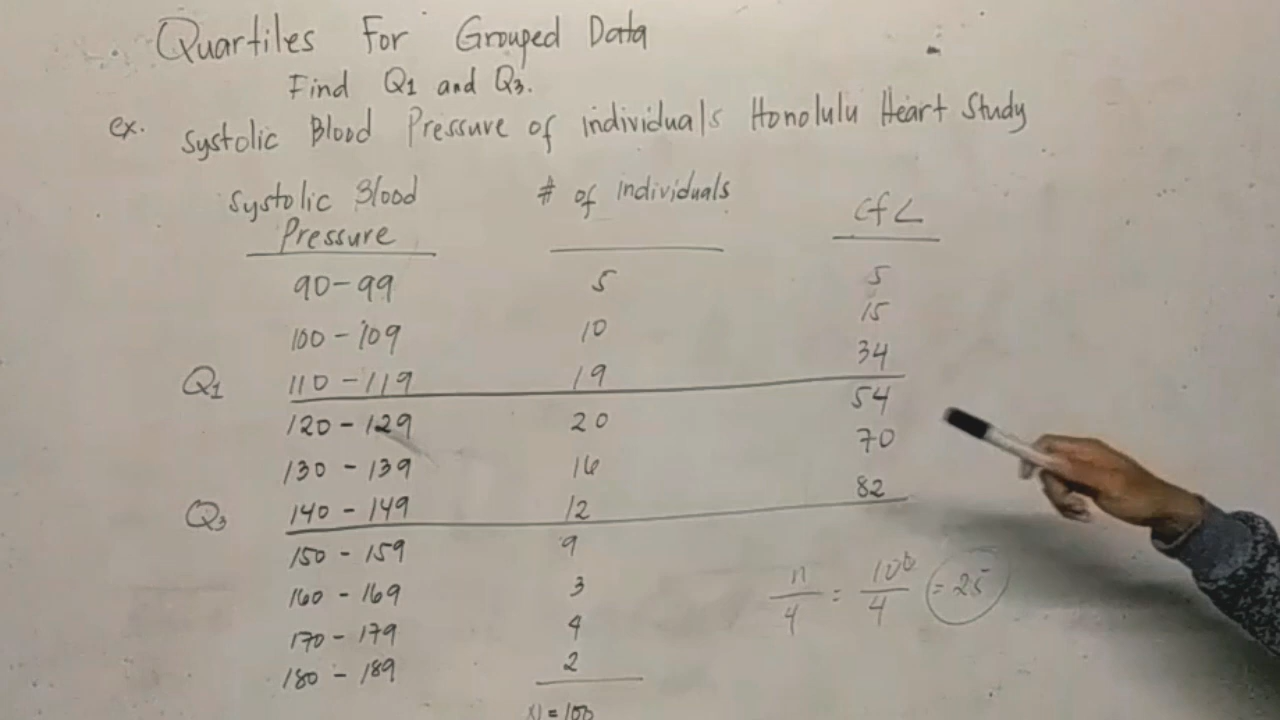 Quartiles For Grouped Data
Find Q1 and Q3.
ex. Systolic Blood Pressure of individuals Honolulu Heart Study
Systolic Blood Pressure # of individuals cf<
90-99 5 5
100-109 10 15
Q1 110-119 19 34
120-129 20 54
130-139 16 70
Q3 140-149 12 82
150-159 9
160-169 3
170-179 4
180-189 2
n/4 = 100/4 = 25
=100